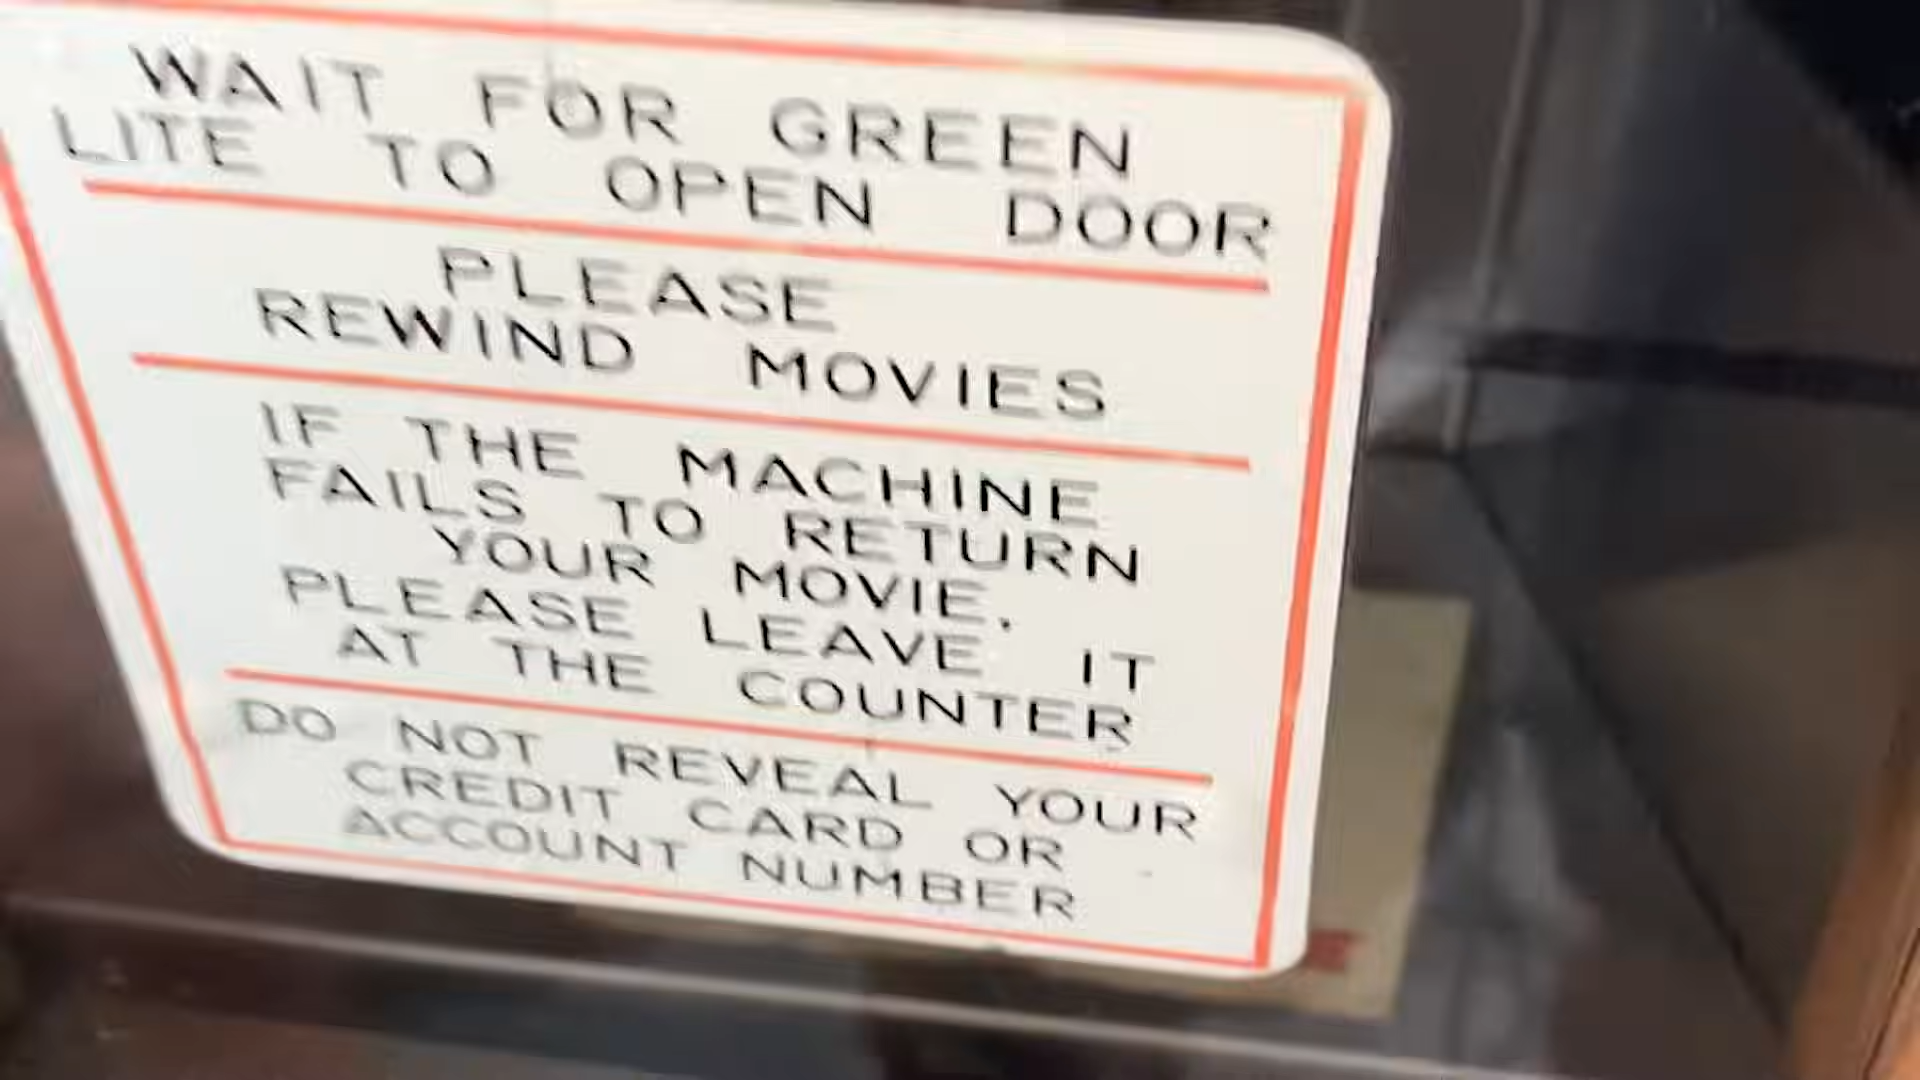 WAIT FOR GREEN
LITE TO OPEN DOOR
PLEASE
REWIND MOVIES
IF THE MACHINE
FAILS TO RETURN
YOUR MOVIE.
PLEASE LEAVE IT
AT THE COUNTER
DO NOT REVEAL YOUR
CREDIT CARD OR
ACCOUNT NUMBER